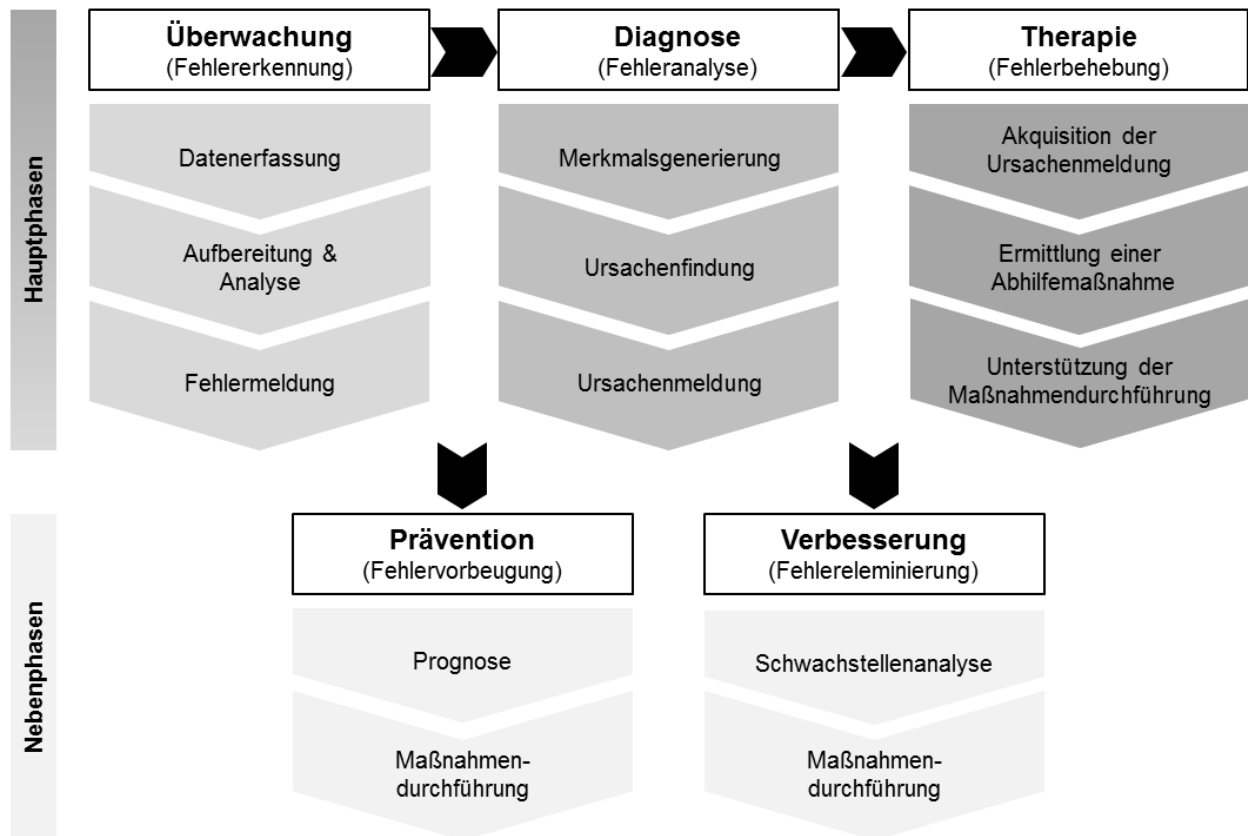 Hauptphasen
Überwachung
(Fehlererkennung)
Datenerfassung
Aufbereitung &
Analyse
Fehlermeldung
Diagnose
(Fehleranalyse)
Merkmalsgenerierung
Ursachenfindung
Ursachenmeldung
Therapie
(Fehlerbehebung)
Akquisition der
Ursachenmeldung
Ermittlung einer
Abhilfemaßnahme
Unterstützung der
Maßnahmendurchführung
Nebenphasen
Prävention
(Fehlervorbeugung)
Prognose
Maßnahmen-
durchführung
Verbesserung
(Fehlereleminierung)
Schwachstellenanalyse
Maßnahmen-
durchführung